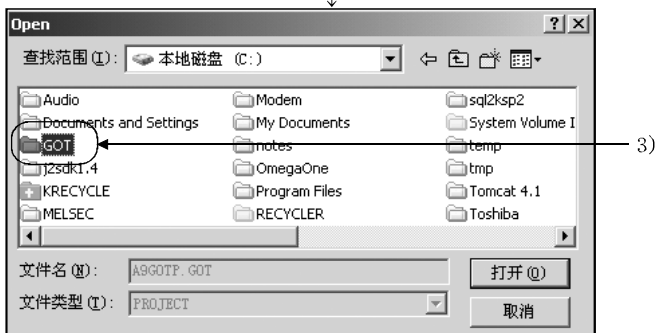 Open
查找范围(I): 本地磁盘 (C:)
Audio Modem sql2ksp2
Documents and Settings My Documents System Volume I
GOT notes temp
j2sdk1.4 OmegaOne tmp
KRECYCLE Program Files Tomcat 4.1
MELSEC RECYCLER Toshiba
3)
文件名(N): A9GOTP.GOT 打开(O)
文件类型(T): PROJECT 取消